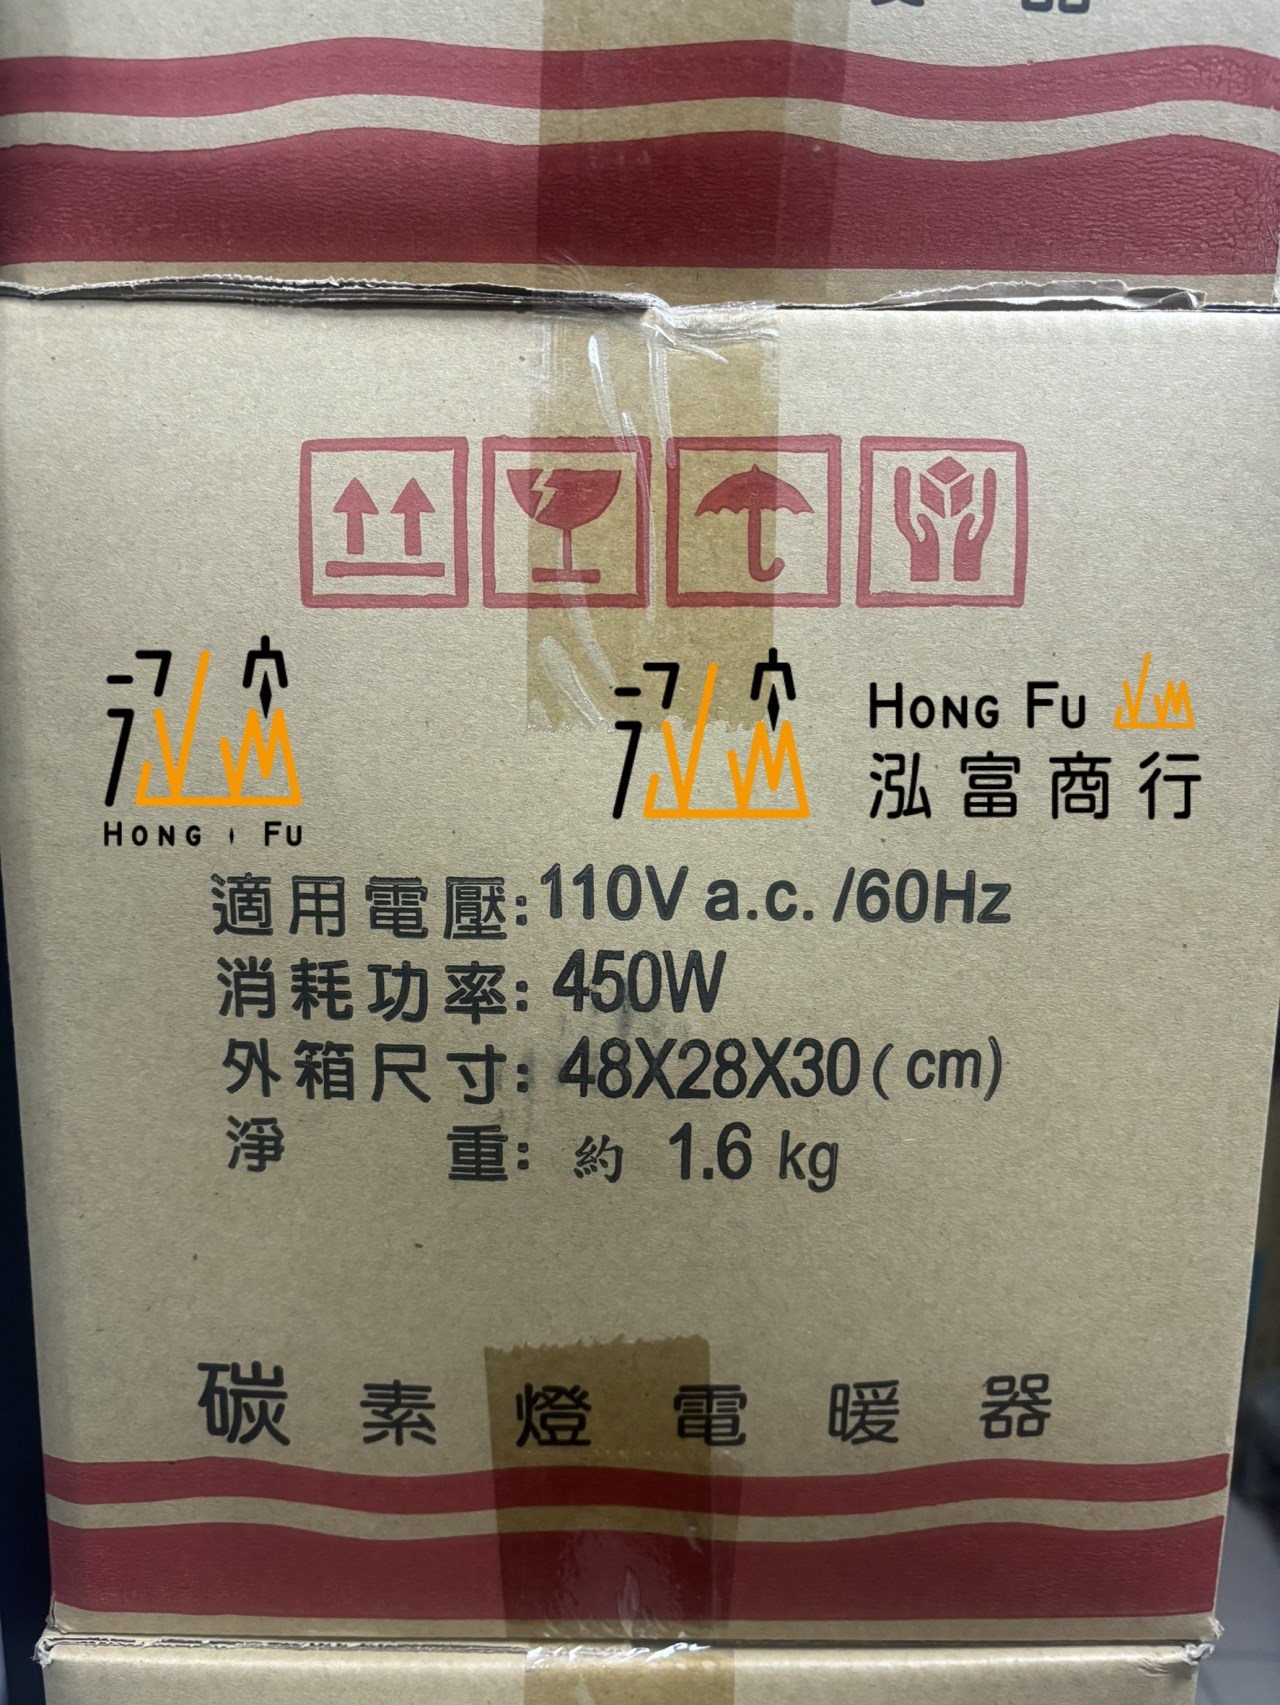 HONG FU
HONG FU
泓富商行
適用電壓:110V a.c. /60Hz
消耗功率: 450W
外箱尺寸: 48X28X30(cm)
淨 重: 約 1.6 kg
碳素燈電暖器